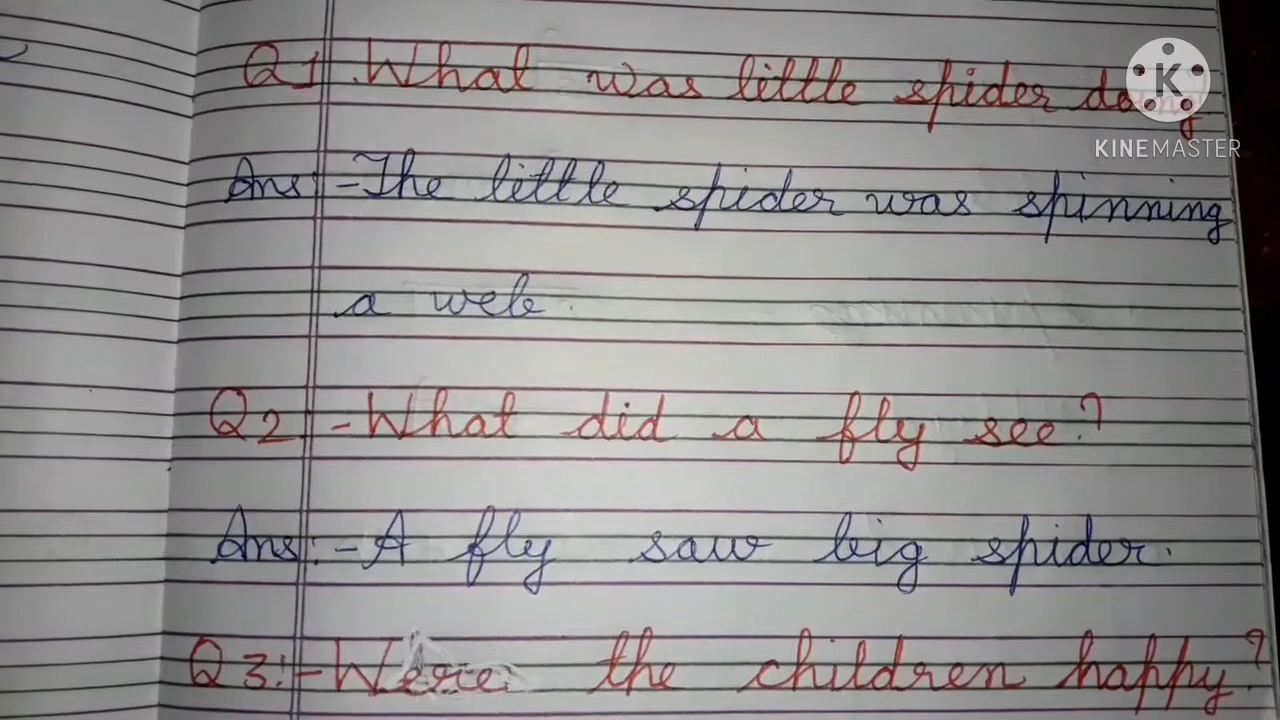 Q1. What was little spider doing
K
KINEMASTER
Ans:- The little spider was spinning
a web.
Q2:- What did a fly see?
Ans:- A fly saw big spider.
Q3:- Were the children happy?